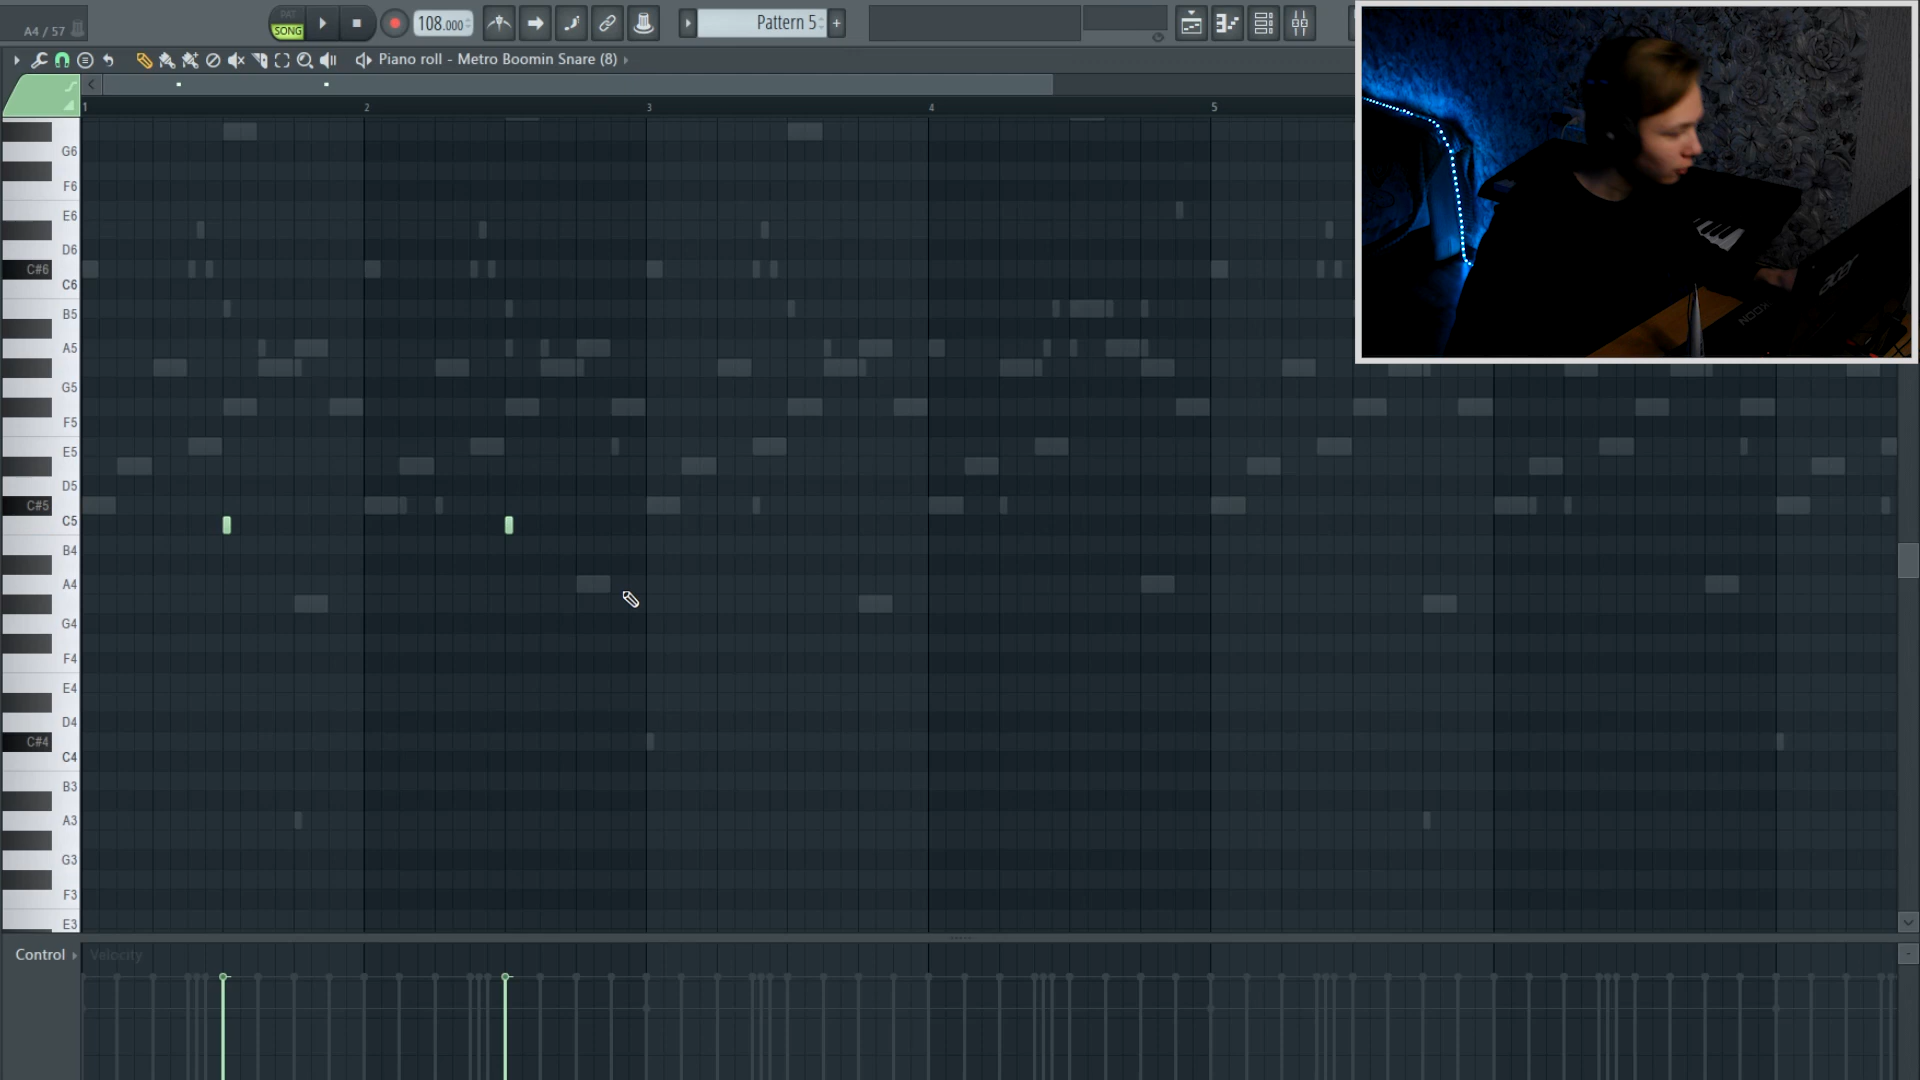 A4 / 57
PAT
SONG
108.000
Pattern 5
+
Piano roll - Metro Boomin Snare (8)
1
2
3
4
5
G6
F6
E6
D6
C#6
C6
B5
A5
G5
F5
E5
D5
C#5
C5
B4
A4
G4
F4
E4
D4
C#4
C4
B3
A3
G3
F3
E3
acer
Control
Velocity